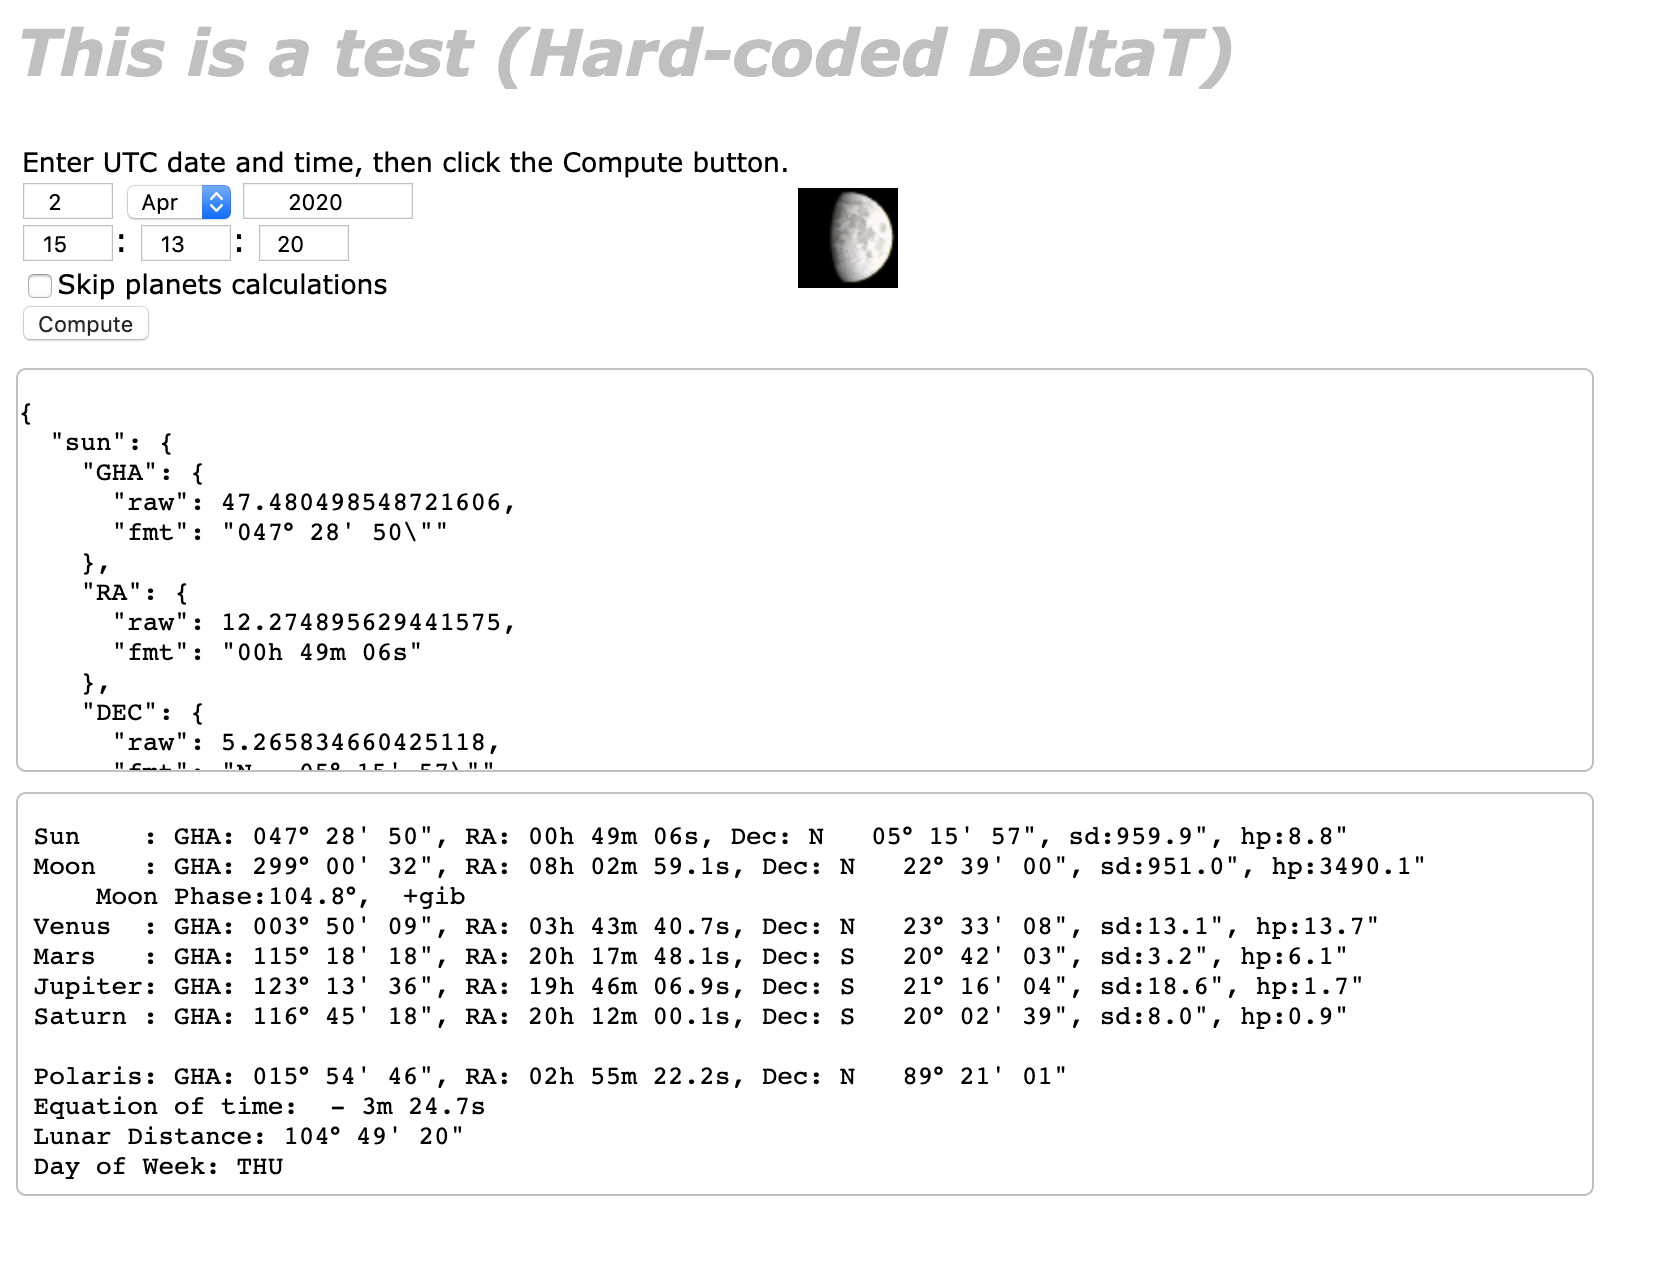 This is a test (Hard-coded DeltaT)
Enter UTC date and time, then click the Compute button.
2 Apr 2020
15 : 13 : 20
Skip planets calculations
Compute
{
  "sun": {
    "GHA": {
      "raw": 47.480498548721606,
      "fmt": "047° 28' 50\""
    },
    "RA": {
      "raw": 12.274895629441575,
      "fmt": "00h 49m 06s"
    },
    "DEC": {
      "raw": 5.265834660425118,
      "fmt": "N   05° 15' 57\""
Sun    : GHA: 047° 28' 50", RA: 00h 49m 06s, Dec: N   05° 15' 57", sd:959.9", hp:8.8"
Moon   : GHA: 299° 00' 32", RA: 08h 02m 59.1s, Dec: N   22° 39' 00", sd:951.0", hp:3490.1"
    Moon Phase:104.8°,  +gib
Venus  : GHA: 003° 50' 09", RA: 03h 43m 40.7s, Dec: N   23° 33' 08", sd:13.1", hp:13.7"
Mars   : GHA: 115° 18' 18", RA: 20h 17m 48.1s, Dec: S   20° 42' 03", sd:3.2", hp:6.1"
Jupiter: GHA: 123° 13' 36", RA: 19h 46m 06.9s, Dec: S   21° 16' 04", sd:18.6", hp:1.7"
Saturn : GHA: 116° 45' 18", RA: 20h 12m 00.1s, Dec: S   20° 02' 39", sd:8.0", hp:0.9"
Polaris: GHA: 015° 54' 46", RA: 02h 55m 22.2s, Dec: N   89° 21' 01"
Equation of time:  - 3m 24.7s
Lunar Distance: 104° 49' 20"
Day of Week: THU